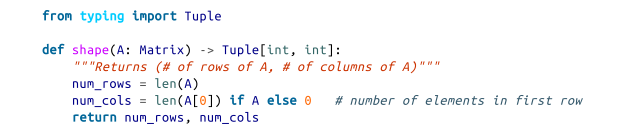 from typing import Tuple
def shape(A: Matrix) -> Tuple[int, int]:
"""Returns (# of rows of A, # of columns of A)"""
num_rows = len(A)
num_cols = len(A[0]) if A else 0   # number of elements in first row
return num_rows, num_cols